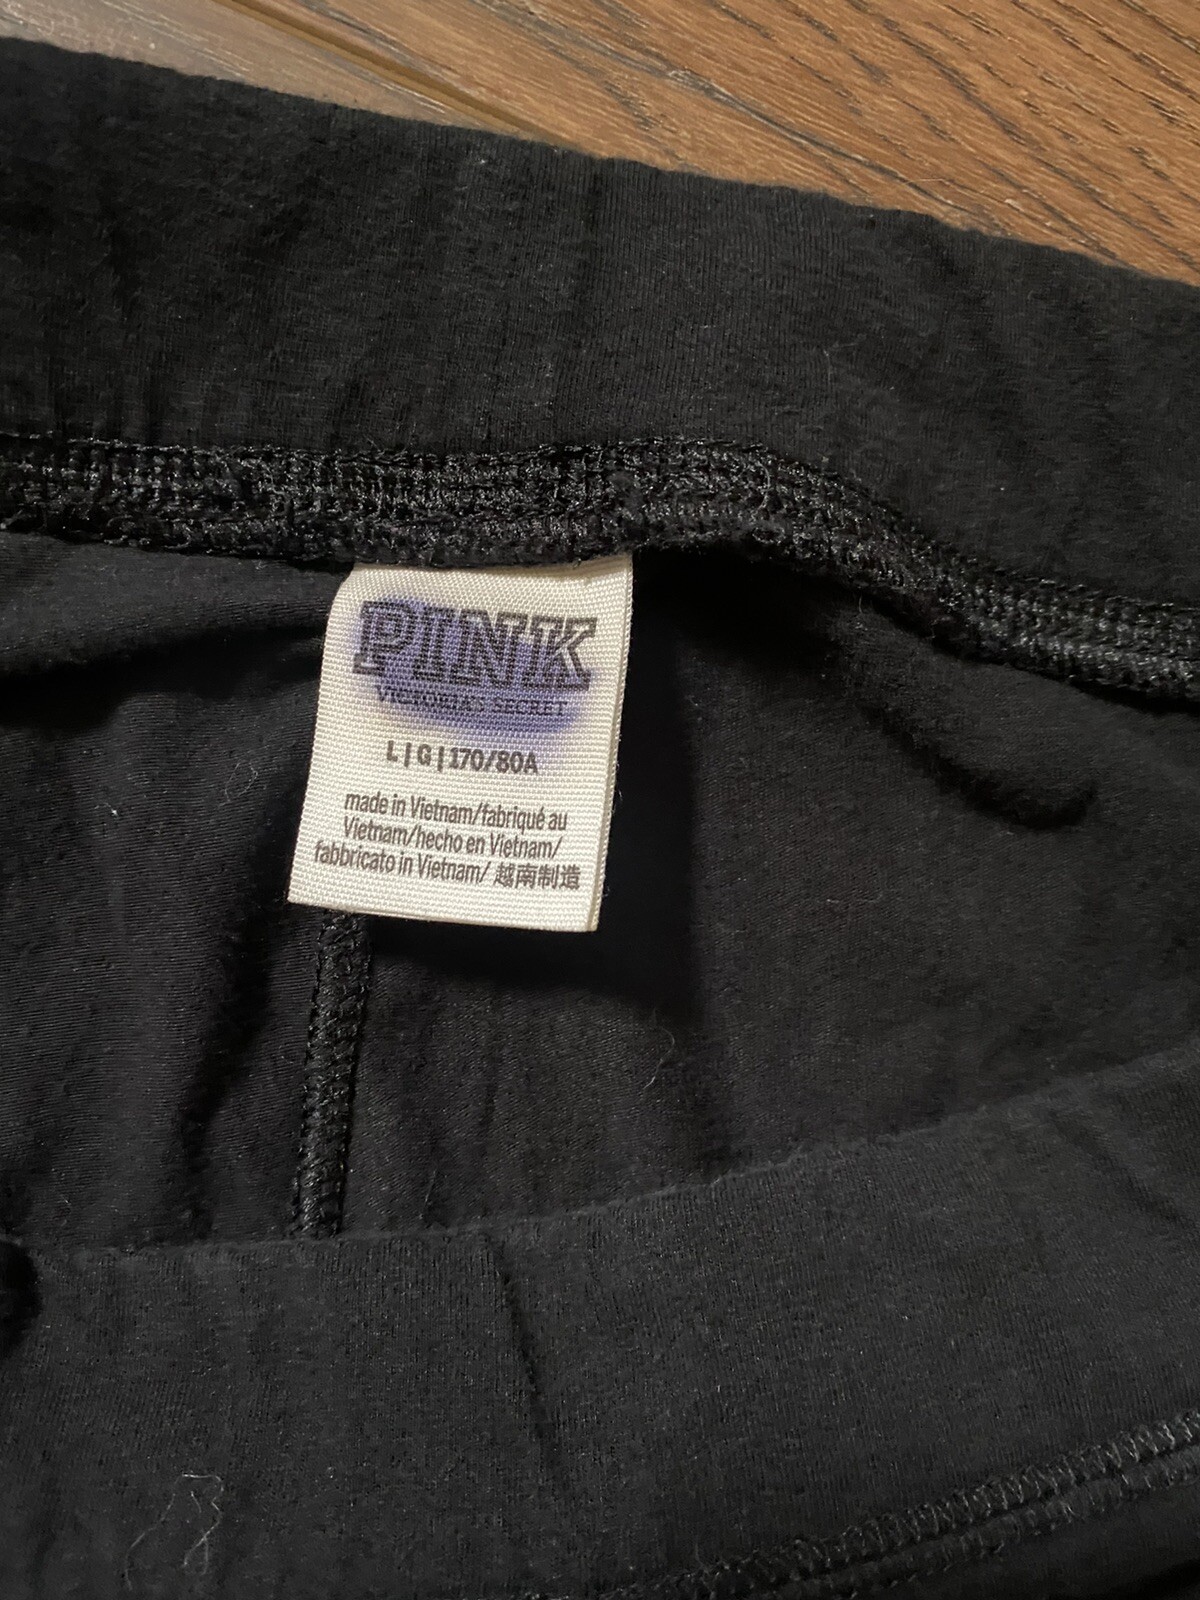 PINK
VICTORIA'S SECRET
L|G|170/80A
made in Vietnam/fabriqué au
Vietnam/hecho en Vietnam/
fabbricato in Vietnam/ 越南制造